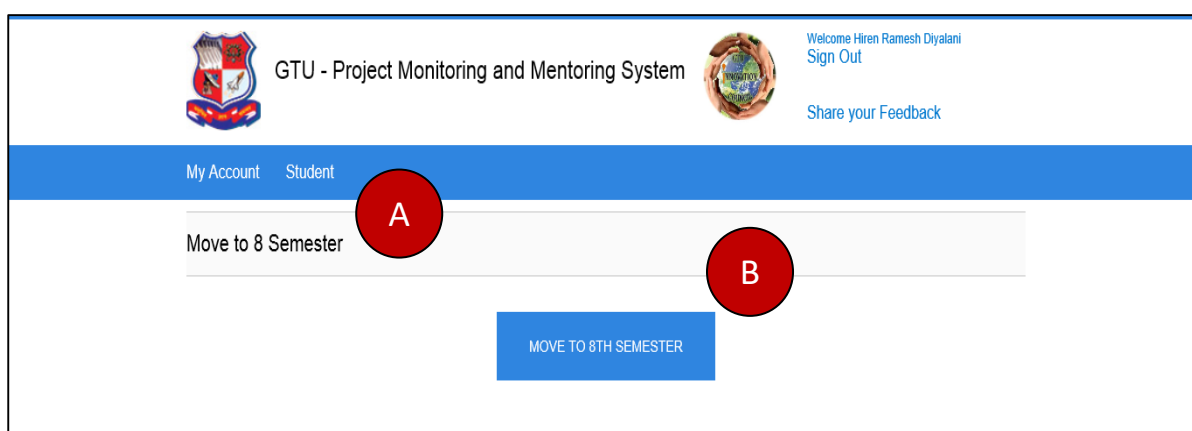 Welcome Hiren Ramesh Diyalani
Sign Out
GTU - Project Monitoring and Mentoring System
Share your Feedback
My Account Student
A
Move to 8 Semester
B
MOVE TO 8TH SEMESTER